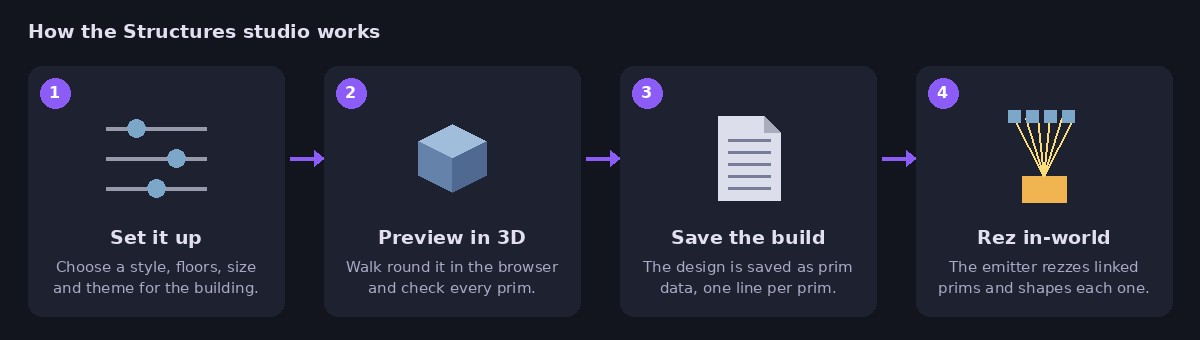 How the Structures studio works
1
2
3
4
Set it up
Choose a style, floors, size
and theme for the building.
Preview in 3D
Walk round it in the browser
and check every prim.
Save the build
The design is saved as prim
data, one line per prim.
Rez in-world
The emitter rezzes linked
prims and shapes each one.